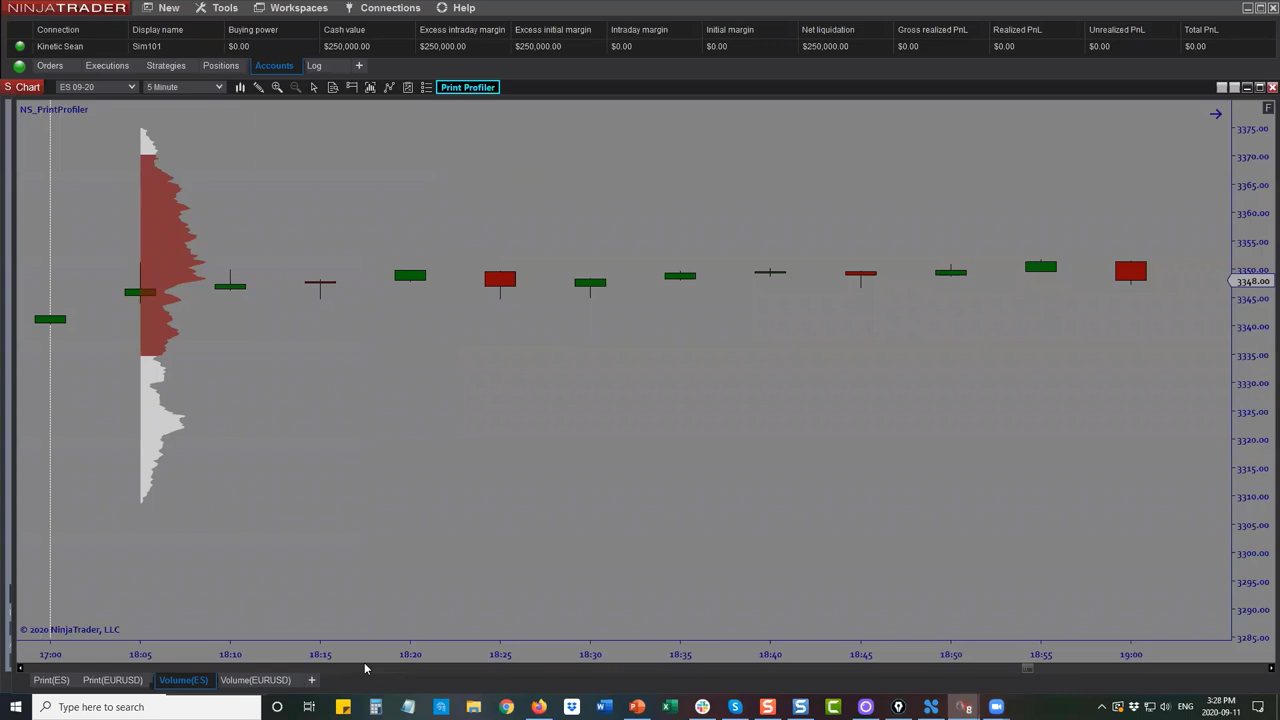 NINJATRADER New Tools Workspaces Connections Help
Connection Display name Buying power Cash value Excess intraday margin Excess initial margin Intraday margin Initial margin Net liquidation Gross realized PnL Realized PnL Unrealized PnL Total PnL
Kinetic Sean Sim101 $0.00 $250,000.00 $250,000.00 $250,000.00 $0.00 $0.00 $250,000.00 $0.00 $0.00 $0.00 $0.00
Orders Executions Strategies Positions Accounts Log +
S Chart ES 09-20 5 Minute Print Profiler
NS_PrintProfiler
F
3375.00
3370.00
3365.00
3360.00
3355.00
3350.00
3348.00
3345.00
3340.00
3335.00
3330.00
3325.00
3320.00
3315.00
3310.00
3305.00
3300.00
3295.00
3290.00
3285.00
© 2020 NinjaTrader, LLC
17:00 18:05 18:10 18:15 18:20 18:25 18:30 18:35 18:40 18:45 18:50 18:55 19:00
Print(ES) Print(EURUSD) Volume(ES) Volume(EURUSD) +
Type here to search
3:28 PM
2020-09-11